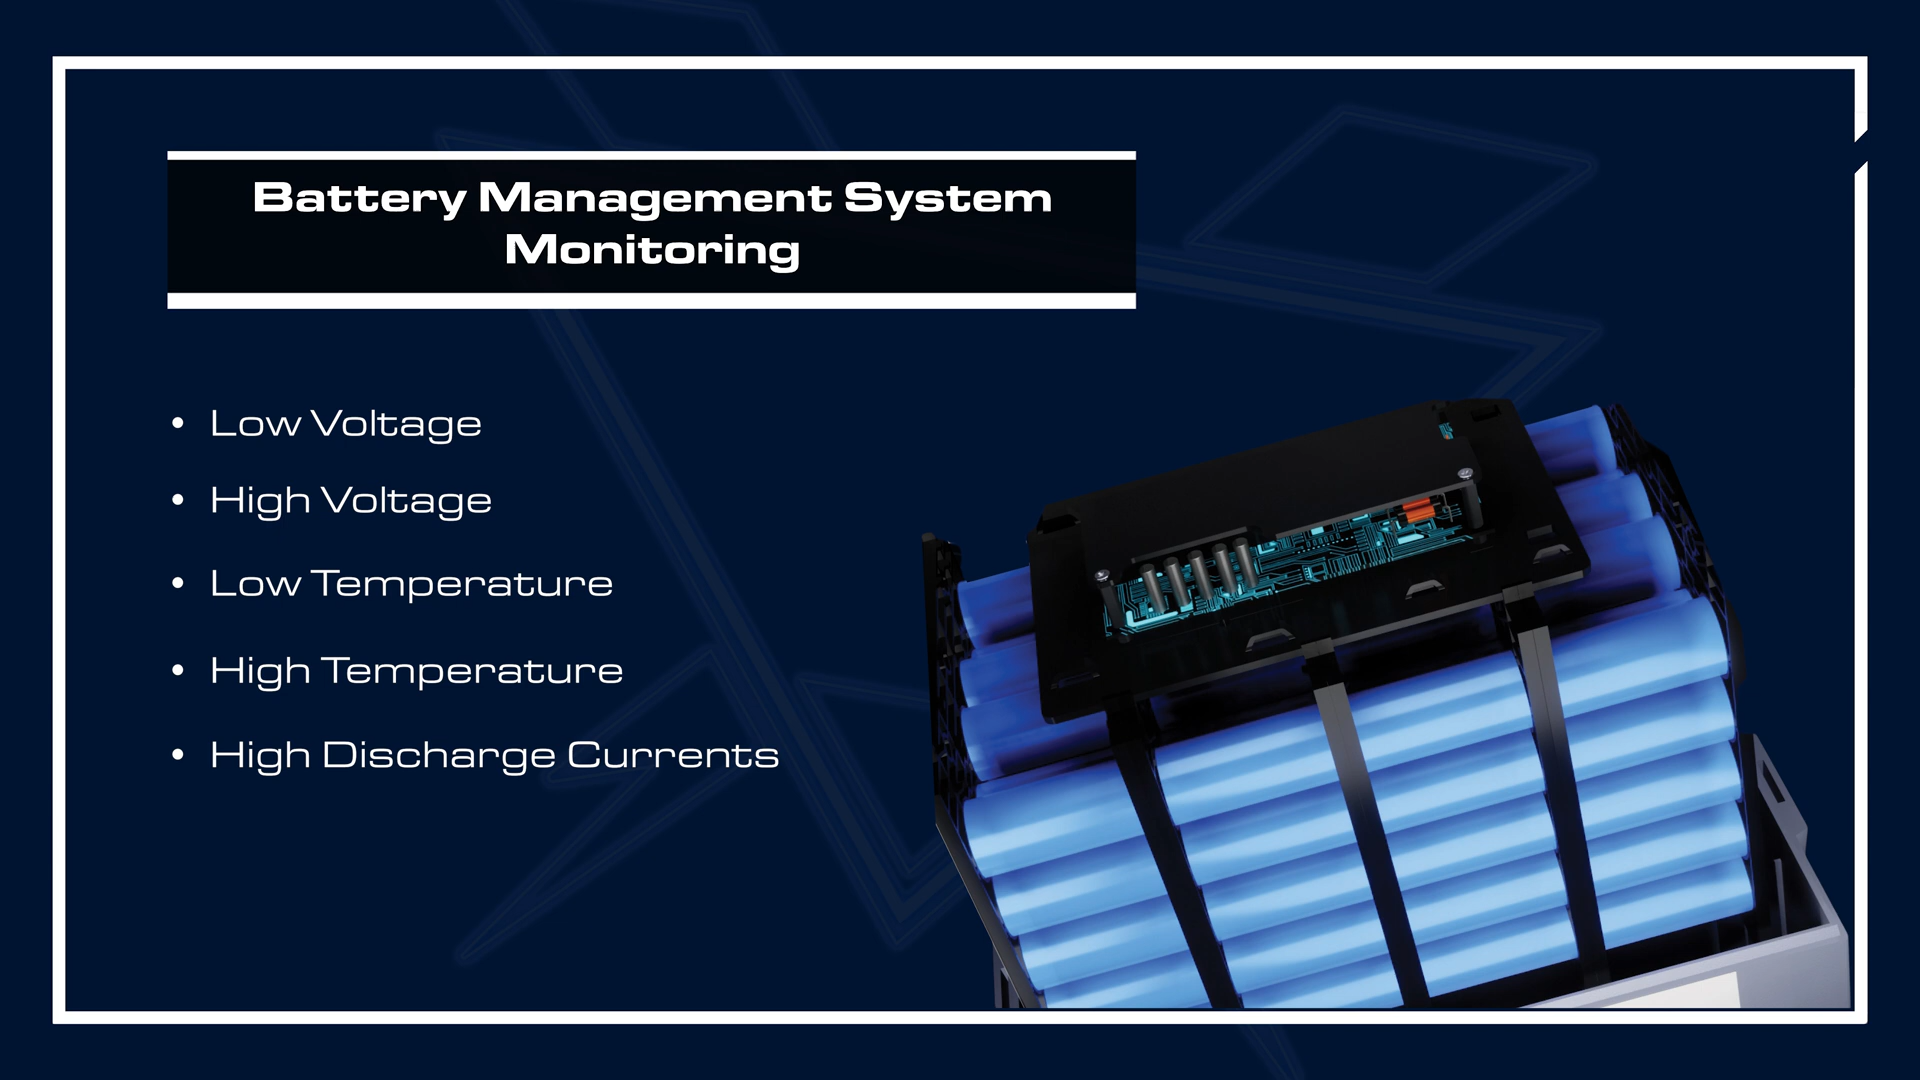 Battery Management System
Monitoring
• Low Voltage
• High Voltage
• Low Temperature
• High Temperature
• High Discharge Currents